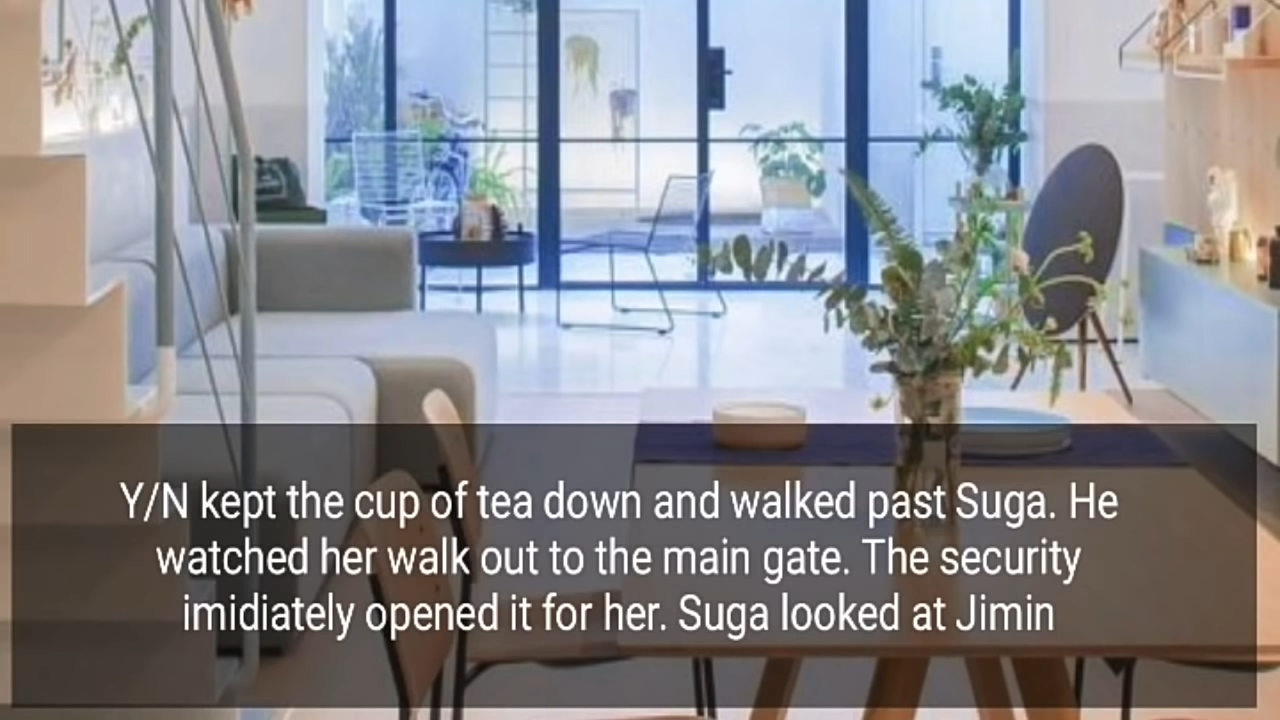 Y/N kept the cup of tea down and walked past Suga. He
watched her walk out to the main gate. The security
imidiately opened it for her. Suga looked at Jimin